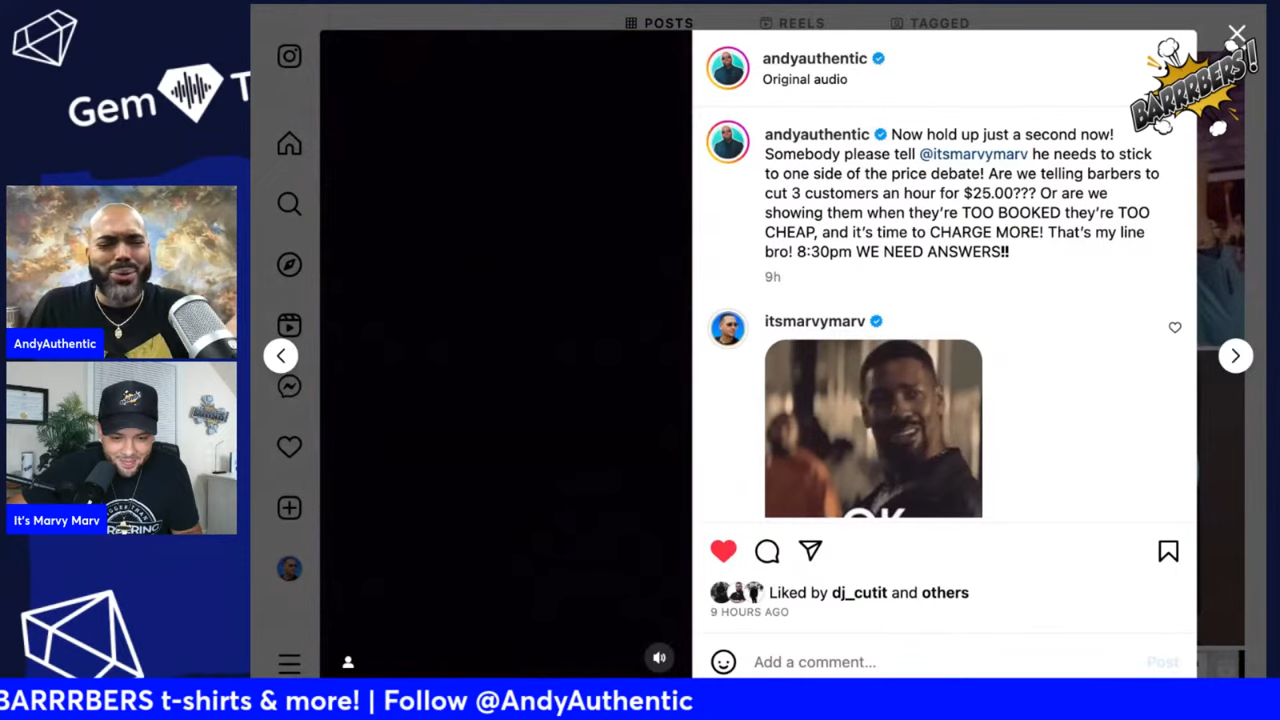 POSTS
REELS
TAGGED
Gem T
BARRRBERS!
andyauthentic
Original audio
andyauthentic Now hold up just a second now!
Somebody please tell @itsmarvymarv he needs to stick
to one side of the price debate! Are we telling barbers to
cut 3 customers an hour for $25.00??? Or are we
showing them when they're TOO BOOKED they're TOO
CHEAP, and it's time to CHARGE MORE! That's my line
bro! 8:30pm WE NEED ANSWERS‼
9h
itsmarvymarv
OK
AndyAuthentic
It's Marvy Marv
Liked by dj_cutit and others
9 HOURS AGO
Add a comment...
Post
BARRRBERS t-shirts & more! | Follow @AndyAuthentic